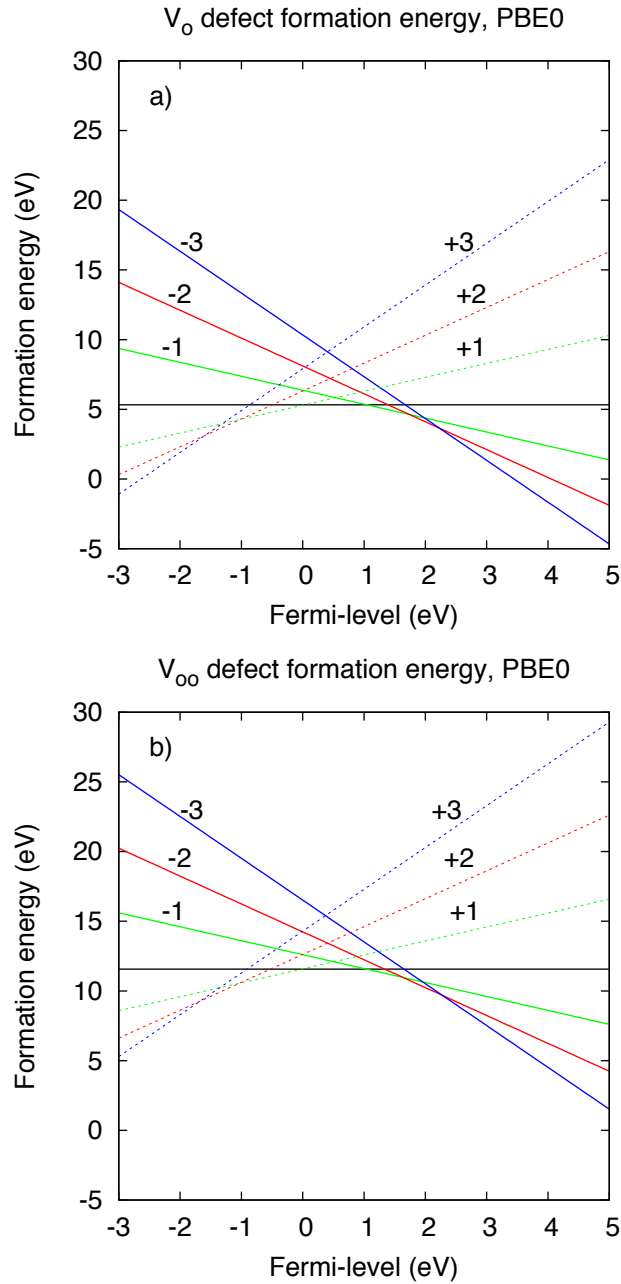 V_o defect formation energy, PBE0
a)
Formation energy (eV)
30
25
20
15
10
5
0
-5
-3
-2
-1
+3
+2
+1
-3 -2 -1 0 1 2 3 4 5
Fermi-level (eV)
V_oo defect formation energy, PBE0
b)
Formation energy (eV)
30
25
20
15
10
5
0
-5
-3
-2
-1
+3
+2
+1
-3 -2 -1 0 1 2 3 4 5
Fermi-level (eV)